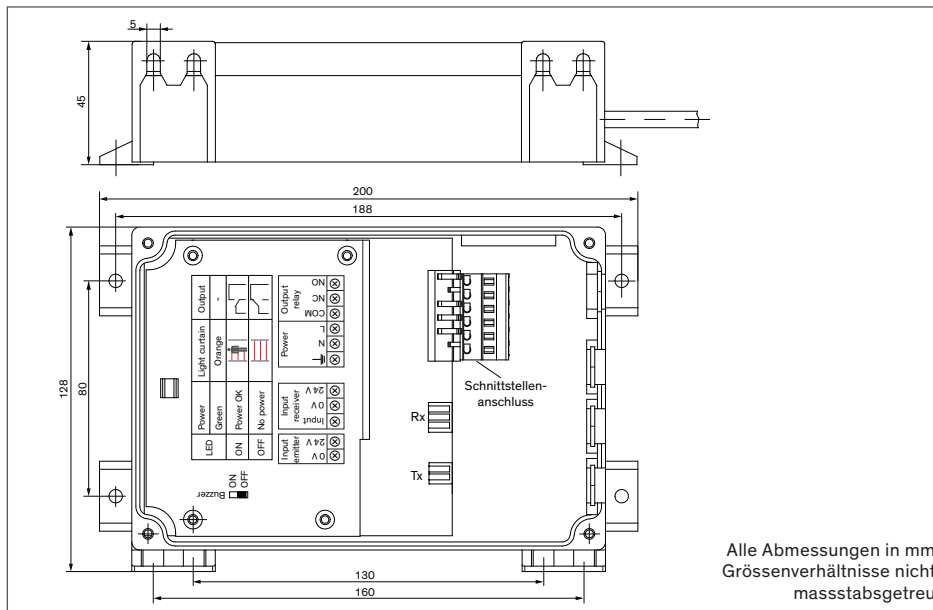 5
45
200
188
128
80
LED
Power
Light curtain
Output
Green
Orange
-
ON
Power OK
OFF
No power
Output
relay
NO
NC
COM
Power
L
N
Input
receiver
24 V
0 V
Input
Input
emitter
24 V
0 V
Buzzer
ON
OFF
Schnittstellen-
anschluss
Rx
Tx
130
160
Alle Abmessungen in mm
Grössenverhältnisse nicht
massstabsgetreu